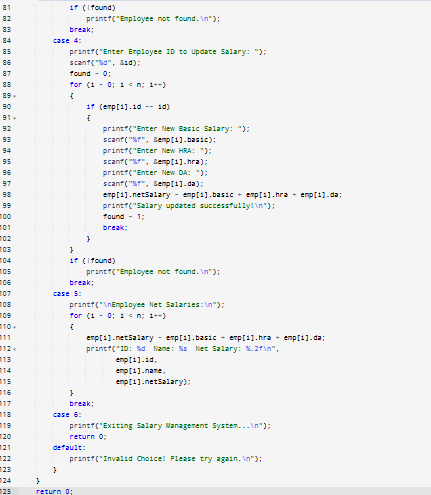 81 if (!found)
82 printf("Employee not found.\n");
83 break;
84 case 4:
85 printf("Enter Employee ID to Update Salary: ");
86 scanf("%d", &id);
87 found = 0;
88 for (i = 0; i < n; i++)
89 {
90 if (emp[i].id == id)
91 {
92 printf("Enter New Basic Salary: ");
93 scanf("%f", &emp[i].basic);
94 printf("Enter New HRA: ");
95 scanf("%f", &emp[i].hra);
96 printf("Enter New DA: ");
97 scanf("%f", &emp[i].da);
98 emp[i].netSalary = emp[i].basic + emp[i].hra + emp[i].da;
99 printf("Salary updated successfully!\n");
100 found = 1;
101 break;
102 }
103 }
104 if (!found)
105 printf("Employee not found.\n");
106 break;
107 case 5:
108 printf("\nEmployee Net Salaries:\n");
109 for (i = 0; i < n; i++)
110 {
111 emp[i].netSalary = emp[i].basic + emp[i].hra + emp[i].da;
112 printf("ID: %d Name: %s Net Salary: %.2f\n",
113 emp[i].id,
114 emp[i].name,
115 emp[i].netSalary);
116 }
117 break;
118 case 6:
119 printf("Exiting Salary Management System...\n");
120 return 0;
121 default:
122 printf("Invalid Choice! Please try again.\n");
123 }
124 }
125 return 0;